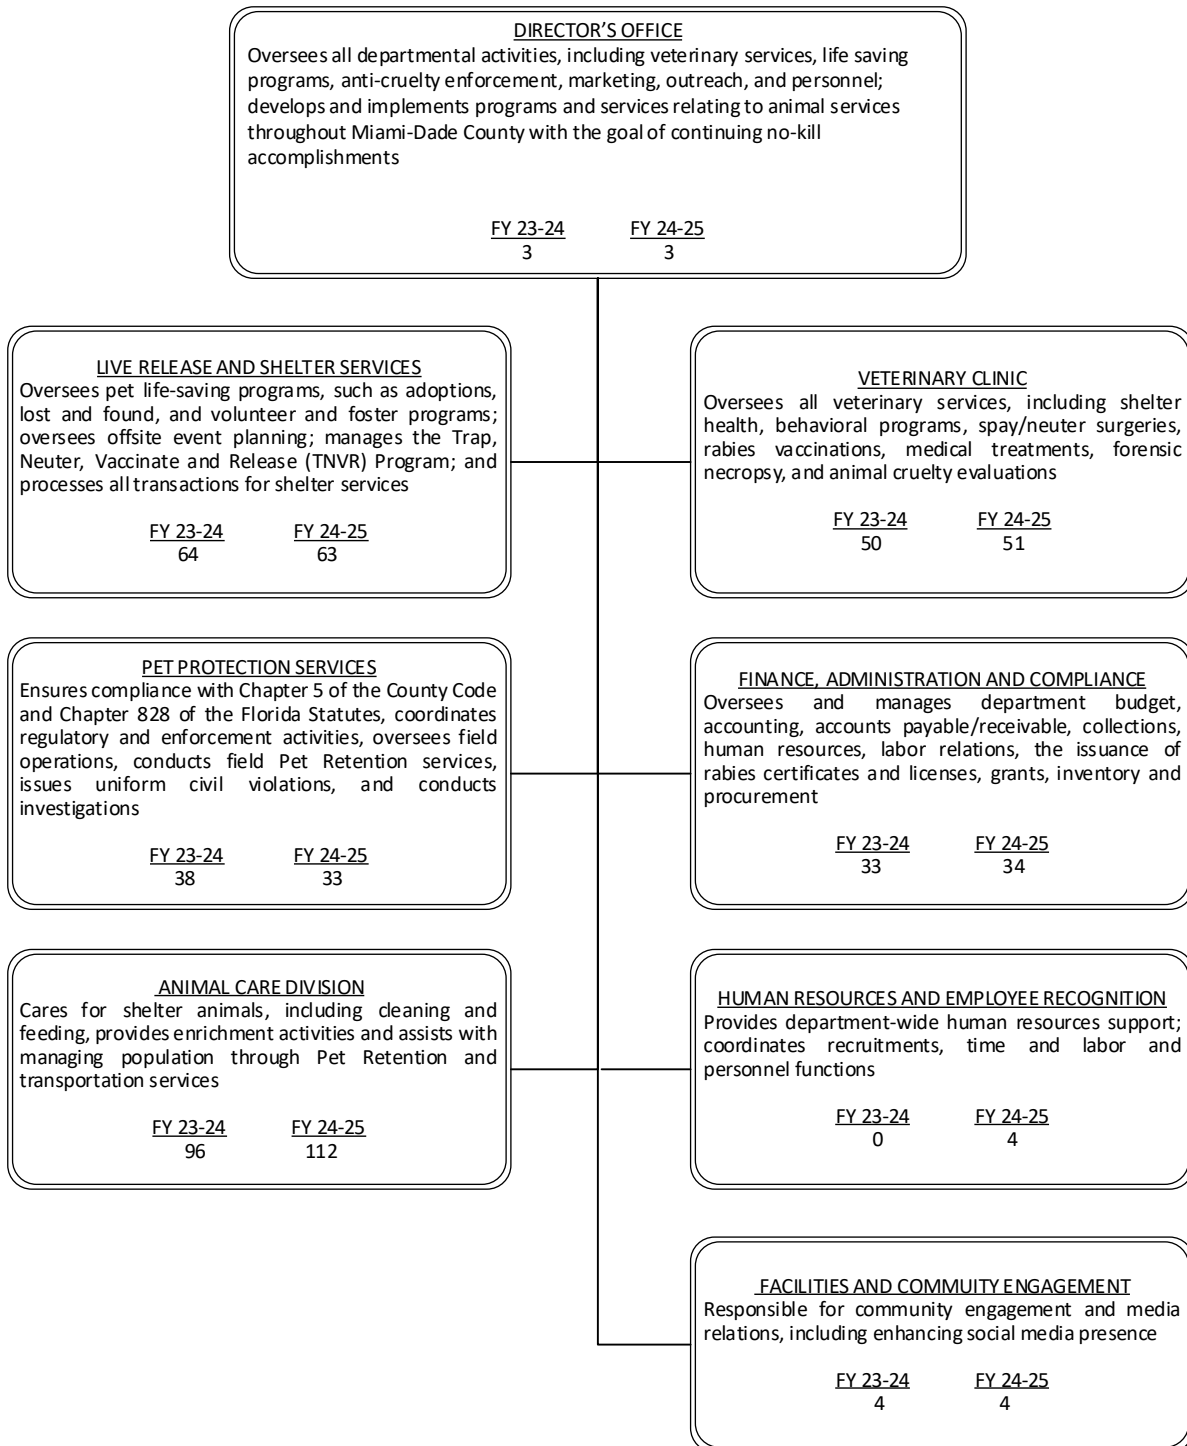 DIRECTOR'S OFFICE
Oversees all departmental activities, including veterinary services, life saving
programs, anti-cruelty enforcement, marketing, outreach, and personnel;
develops and implements programs and services relating to animal services
throughout Miami-Dade County with the goal of continuing no-kill
accomplishments
FY 23-24 FY 24-25
3 3
LIVE RELEASE AND SHELTER SERVICES
Oversees pet life-saving programs, such as adoptions,
lost and found, and volunteer and foster programs;
oversees offsite event planning; manages the Trap,
Neuter, Vaccinate and Release (TNVR) Program; and
processes all transactions for shelter services
FY 23-24 FY 24-25
64 63
VETERINARY CLINIC
Oversees all veterinary services, including shelter
health, behavioral programs, spay/neuter surgeries,
rabies vaccinations, medical treatments, forensic
necropsy, and animal cruelty evaluations
FY 23-24 FY 24-25
50 51
PET PROTECTION SERVICES
Ensures compliance with Chapter 5 of the County Code
and Chapter 828 of the Florida Statutes, coordinates
regulatory and enforcement activities, oversees field
operations, conducts field Pet Retention services,
issues uniform civil violations, and conducts
investigations
FY 23-24 FY 24-25
38 33
FINANCE, ADMINISTRATION AND COMPLIANCE
Oversees and manages department budget,
accounting, accounts payable/receivable, collections,
human resources, labor relations, the issuance of
rabies certificates and licenses, grants, inventory and
procurement
FY 23-24 FY 24-25
33 34
ANIMAL CARE DIVISION
Cares for shelter animals, including cleaning and
feeding, provides enrichment activities and assists with
managing population through Pet Retention and
transportation services
FY 23-24 FY 24-25
96 112
HUMAN RESOURCES AND EMPLOYEE RECOGNITION
Provides department-wide human resources support;
coordinates recruitments, time and labor and
personnel functions
FY 23-24 FY 24-25
0 4
FACILITIES AND COMMUITY ENGAGEMENT
Responsible for community engagement and media
relations, including enhancing social media presence
FY 23-24 FY 24-25
4 4